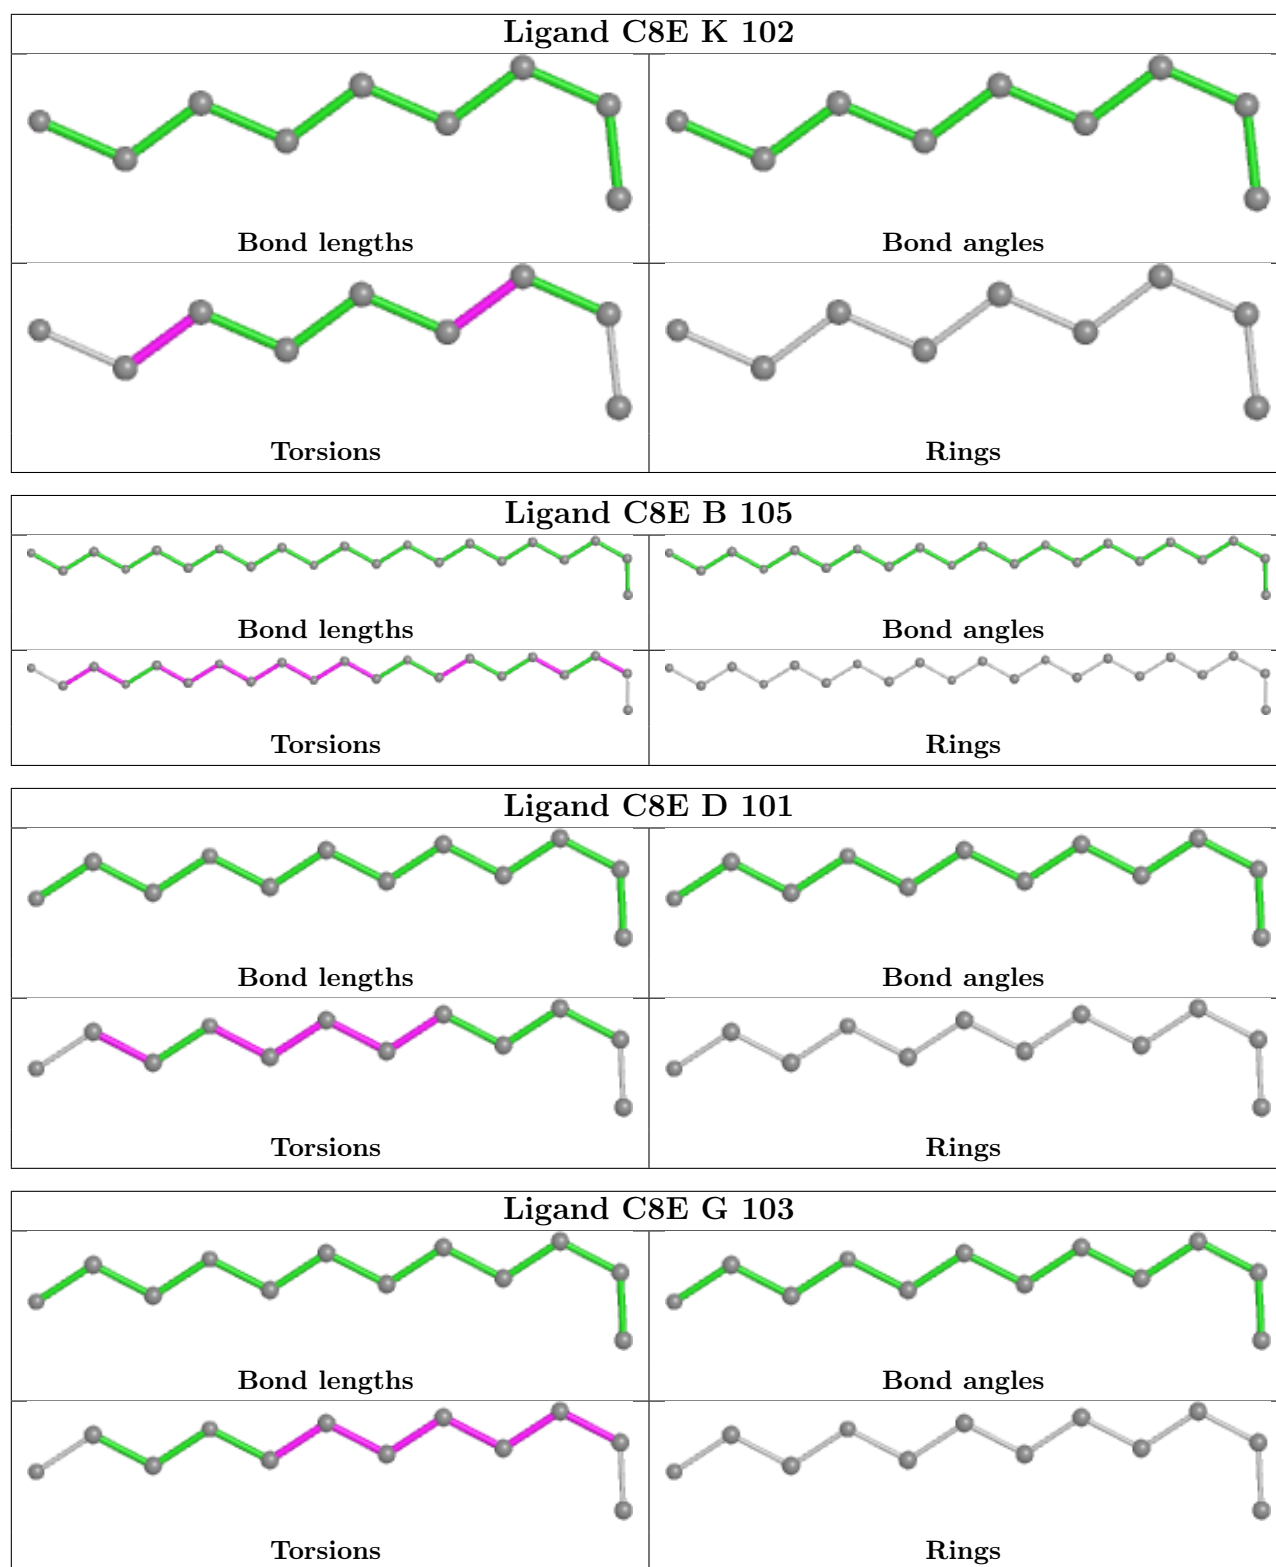 Ligand C8E K 102
Bond lengths
Bond angles
Torsions
Rings
Ligand C8E B 105
Bond lengths
Bond angles
Torsions
Rings
Ligand C8E D 101
Bond lengths
Bond angles
Torsions
Rings
Ligand C8E G 103
Bond lengths
Bond angles
Torsions
Rings